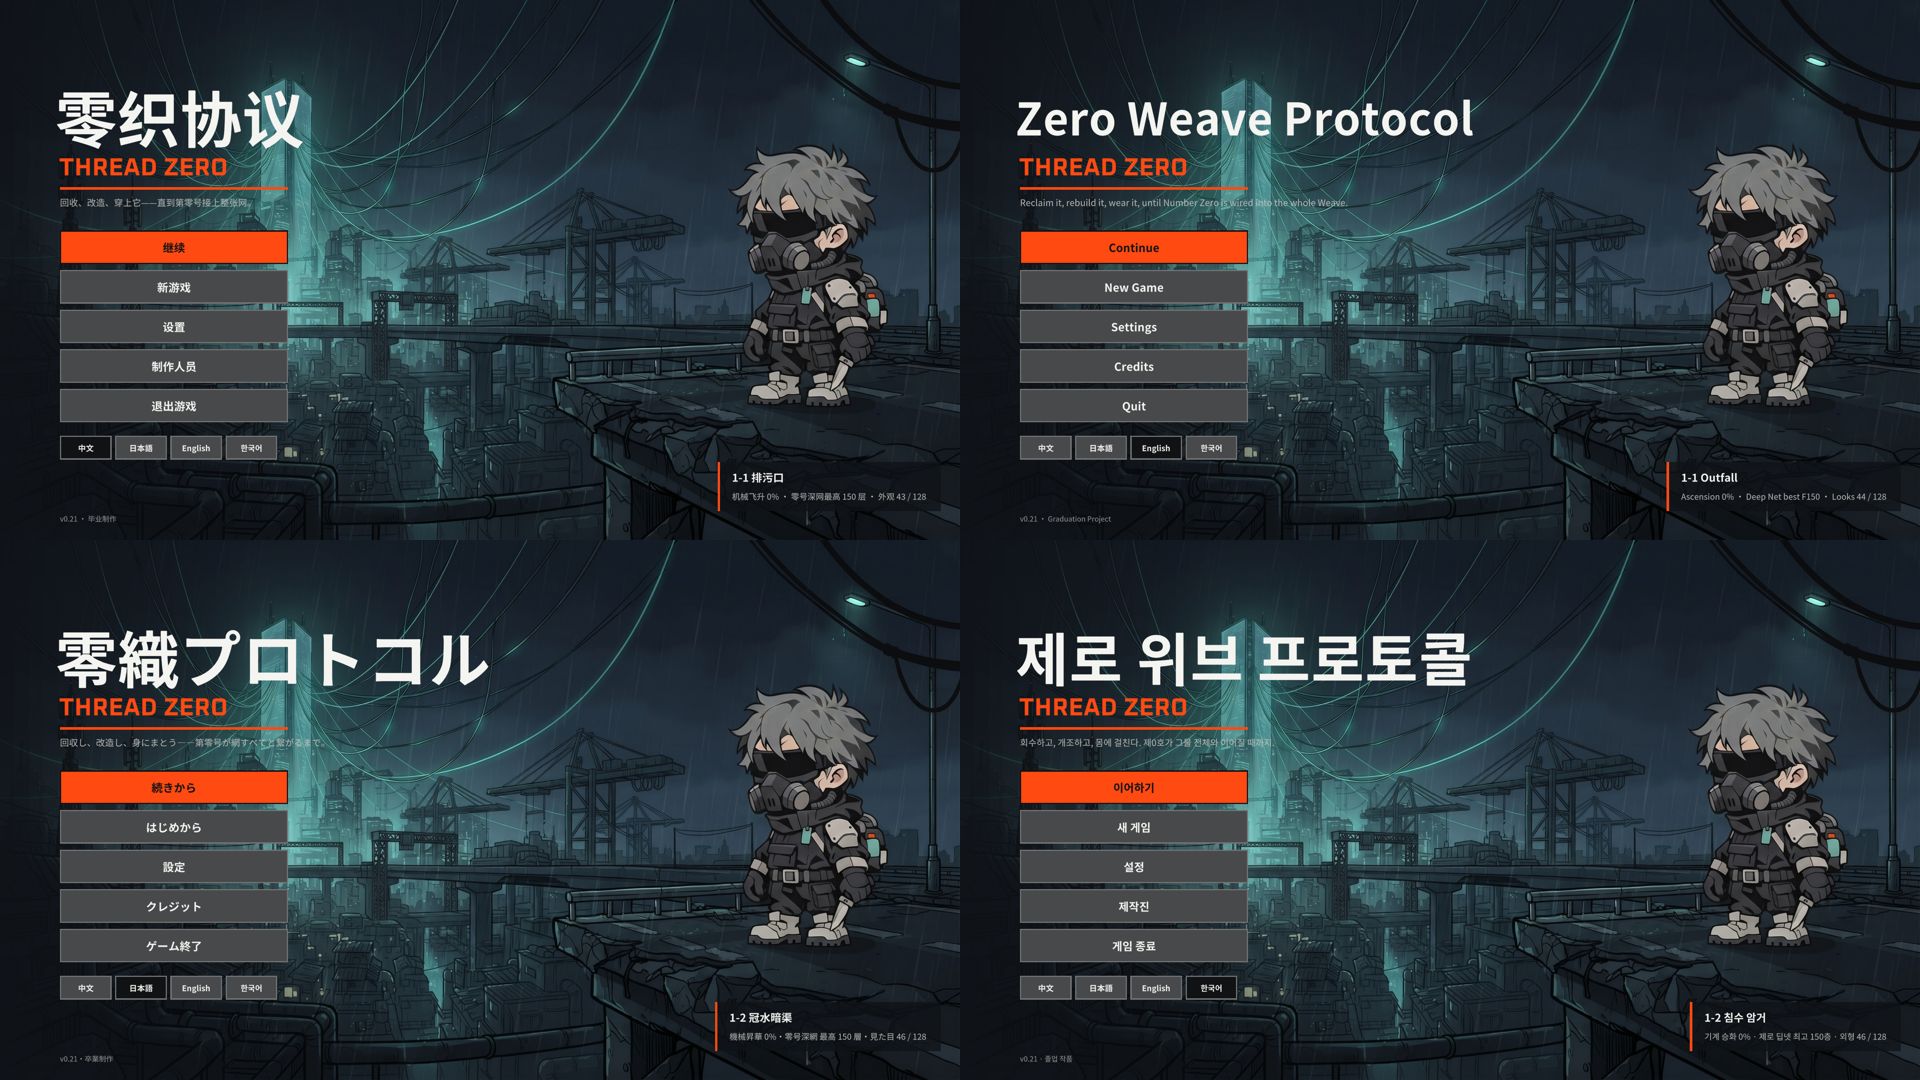 零织协议
THREAD ZERO
回收、改造、穿上它——直到第零号接上整张网。
继续
新游戏
设置
制作人员
退出游戏
中文 日本語 English 한국어
1-1 排污口
机械飞升 0% · 零号深网最高 150 层 · 外观 43 / 128
v0.21 · 毕业制作
Zero Weave Protocol
THREAD ZERO
Reclaim it, rebuild it, wear it, until Number Zero is wired into the whole Weave.
Continue
New Game
Settings
Credits
Quit
中文 日本語 English 한국어
1-1 Outfall
Ascension 0% · Deep Net best F150 · Looks 44 / 128
v0.21 · Graduation Project
零織プロトコル
THREAD ZERO
回収し、改造し、身にまとう——第零号が網すべてと繋がるまで。
続きから
はじめから
設定
クレジット
ゲーム終了
中文 日本語 English 한국어
1-2 冠水暗渠
機械昇華 0%・零号深網 最高 150 層・見た目 46 / 128
v0.21・卒業制作
제로 위브 프로토콜
THREAD ZERO
회수하고, 개조하고, 몸에 걸친다. 제0호가 그물 전체와 이어질 때까지.
이어하기
새 게임
설정
제작진
게임 종료
中文 日本語 English 한국어
1-2 침수 암거
기계 승화 0% · 제로 딥넷 최고 150층 · 외형 46 / 128
v0.21 · 졸업 작품